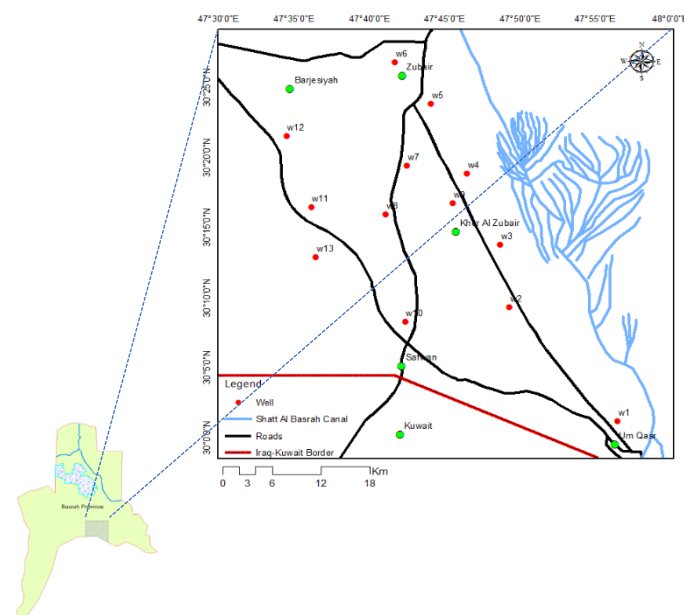 47°30'0"E 47°35'0"E 47°40'0"E 47°45'0"E 47°50'0"E 47°55'0"E 48°0'0"E
30°25'0"N
30°20'0"N
30°15'0"N
30°10'0"N
30°5'0"N
30°0'0"N
N
W E
S
w6
Zubair
Barjesiyah
w5
w12
w7
w4
w11
w8
w9
Khor Al Zubair
w3
w13
w2
w10
Safwan
w1
Um Qasr
Kuwait
Legend
Well
Shatt Al Basrah Canal
Roads
Iraq-Kuwait Border
0 3 6 12 18 Km
Basrah Province